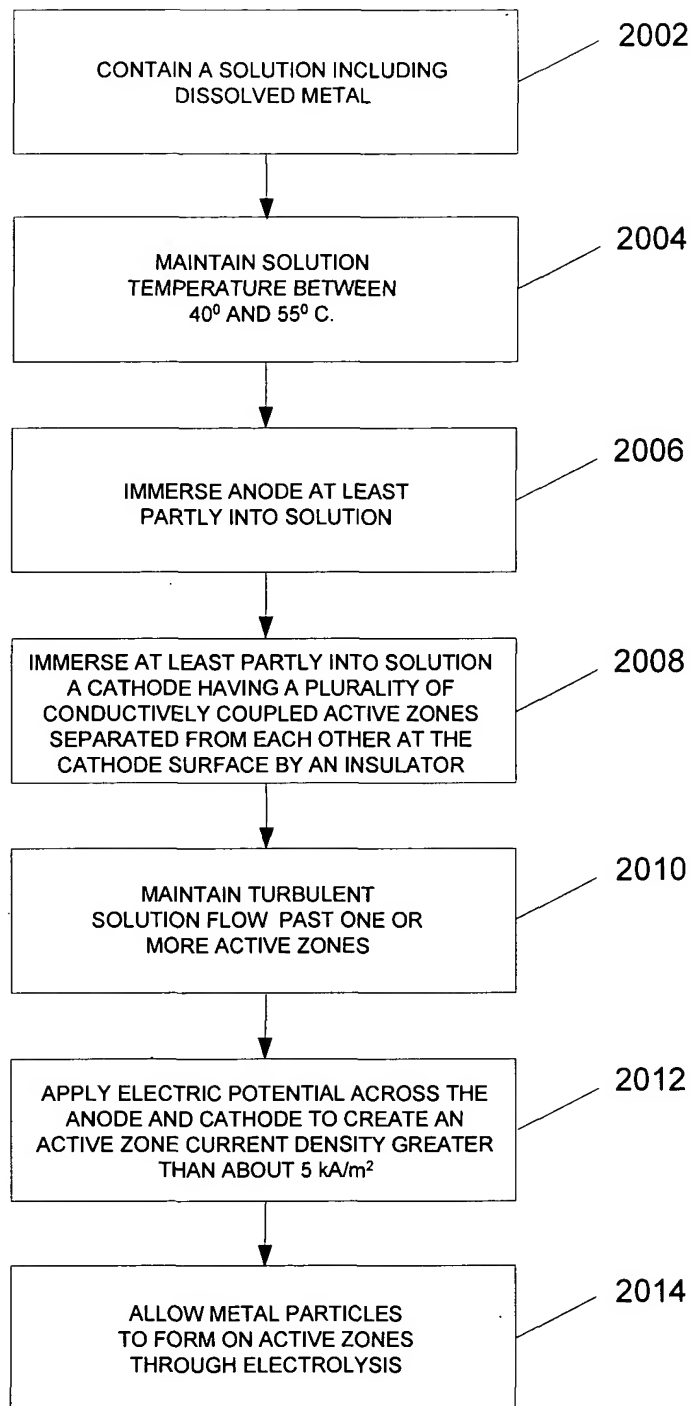 2002
CONTAIN A SOLUTION INCLUDING
DISSOLVED METAL
2004
MAINTAIN SOLUTION
TEMPERATURE BETWEEN
40⁰ AND 55⁰ C.
2006
IMMERSE ANODE AT LEAST
PARTLY INTO SOLUTION
2008
IMMERSE AT LEAST PARTLY INTO SOLUTION
A CATHODE HAVING A PLURALITY OF
CONDUCTIVELY COUPLED ACTIVE ZONES
SEPARATED FROM EACH OTHER AT THE
CATHODE SURFACE BY AN INSULATOR
2010
MAINTAIN TURBULENT
SOLUTION FLOW PAST ONE OR
MORE ACTIVE ZONES
2012
APPLY ELECTRIC POTENTIAL ACROSS THE
ANODE AND CATHODE TO CREATE AN
ACTIVE ZONE CURRENT DENSITY GREATER
THAN ABOUT 5 kA/m²
2014
ALLOW METAL PARTICLES
TO FORM ON ACTIVE ZONES
THROUGH ELECTROLYSIS